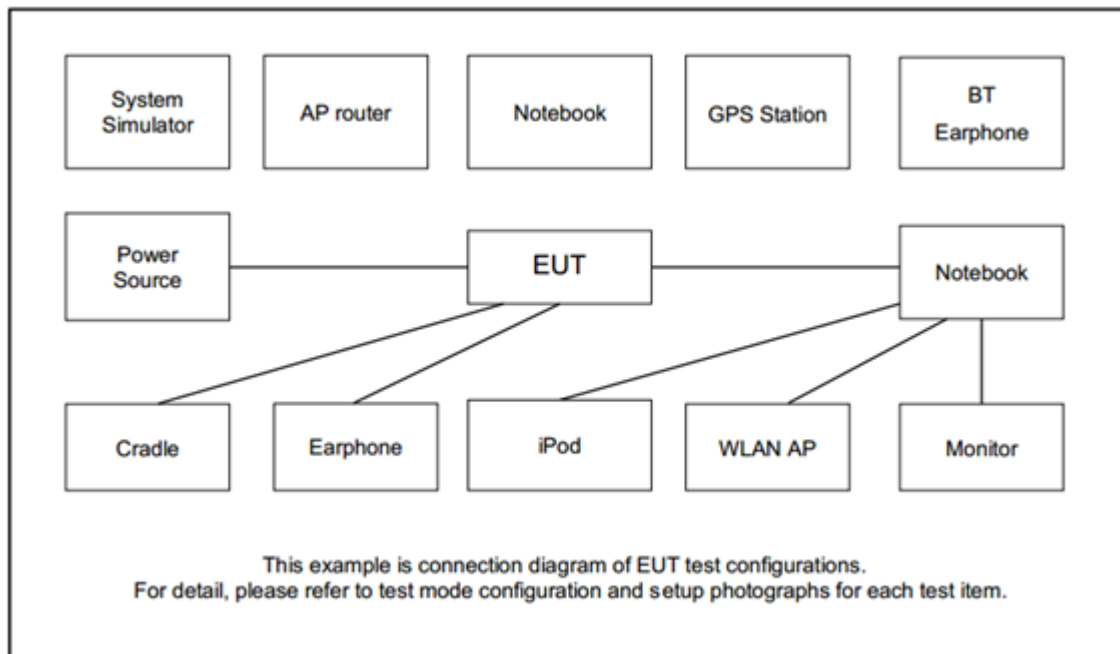 System
Simulator
AP router
Notebook
GPS Station
BT
Earphone
Power
Source
EUT
Notebook
Cradle
Earphone
iPod
WLAN AP
Monitor
This example is connection diagram of EUT test configurations.
For detail, please refer to test mode configuration and setup photographs for each test item.